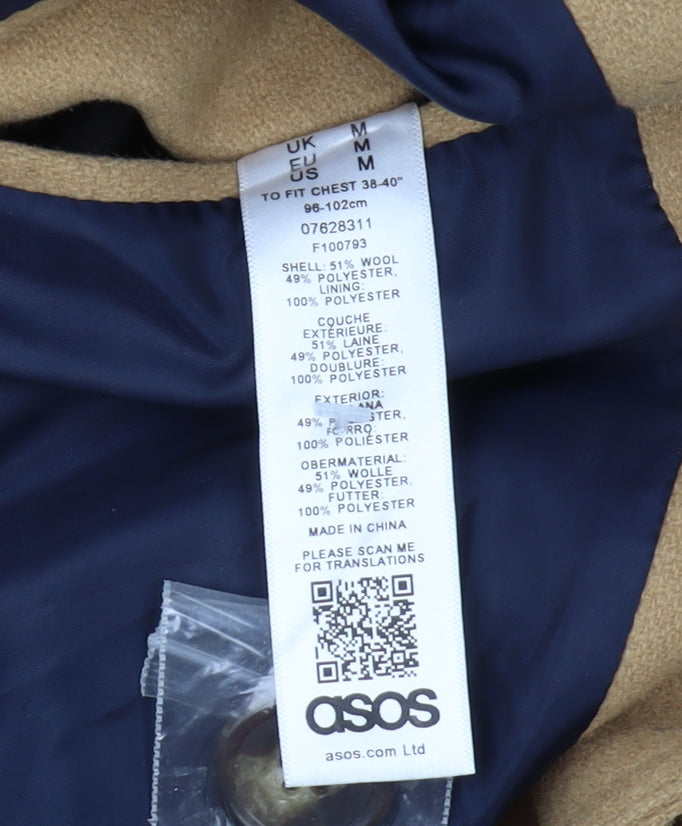 UK M
EU M
US M
TO FIT CHEST 38-40"
96-102cm
07628311
F100793
SHELL: 51% WOOL
49% POLYESTER,
LINING:
100% POLYESTER
COUCHE
EXTÉRIEURE:
51% LAINE
49% POLYESTER,
DOUBLURE:
100% POLYESTER
EXTERIOR:
49%
100% POLIÉSTER
OBERMATERIAL:
51% WOLLE
49% POLYESTER,
FUTTER:
100% POLYESTER
MADE IN CHINA
PLEASE SCAN ME
FOR TRANSLATIONS
asos
asos.com Ltd